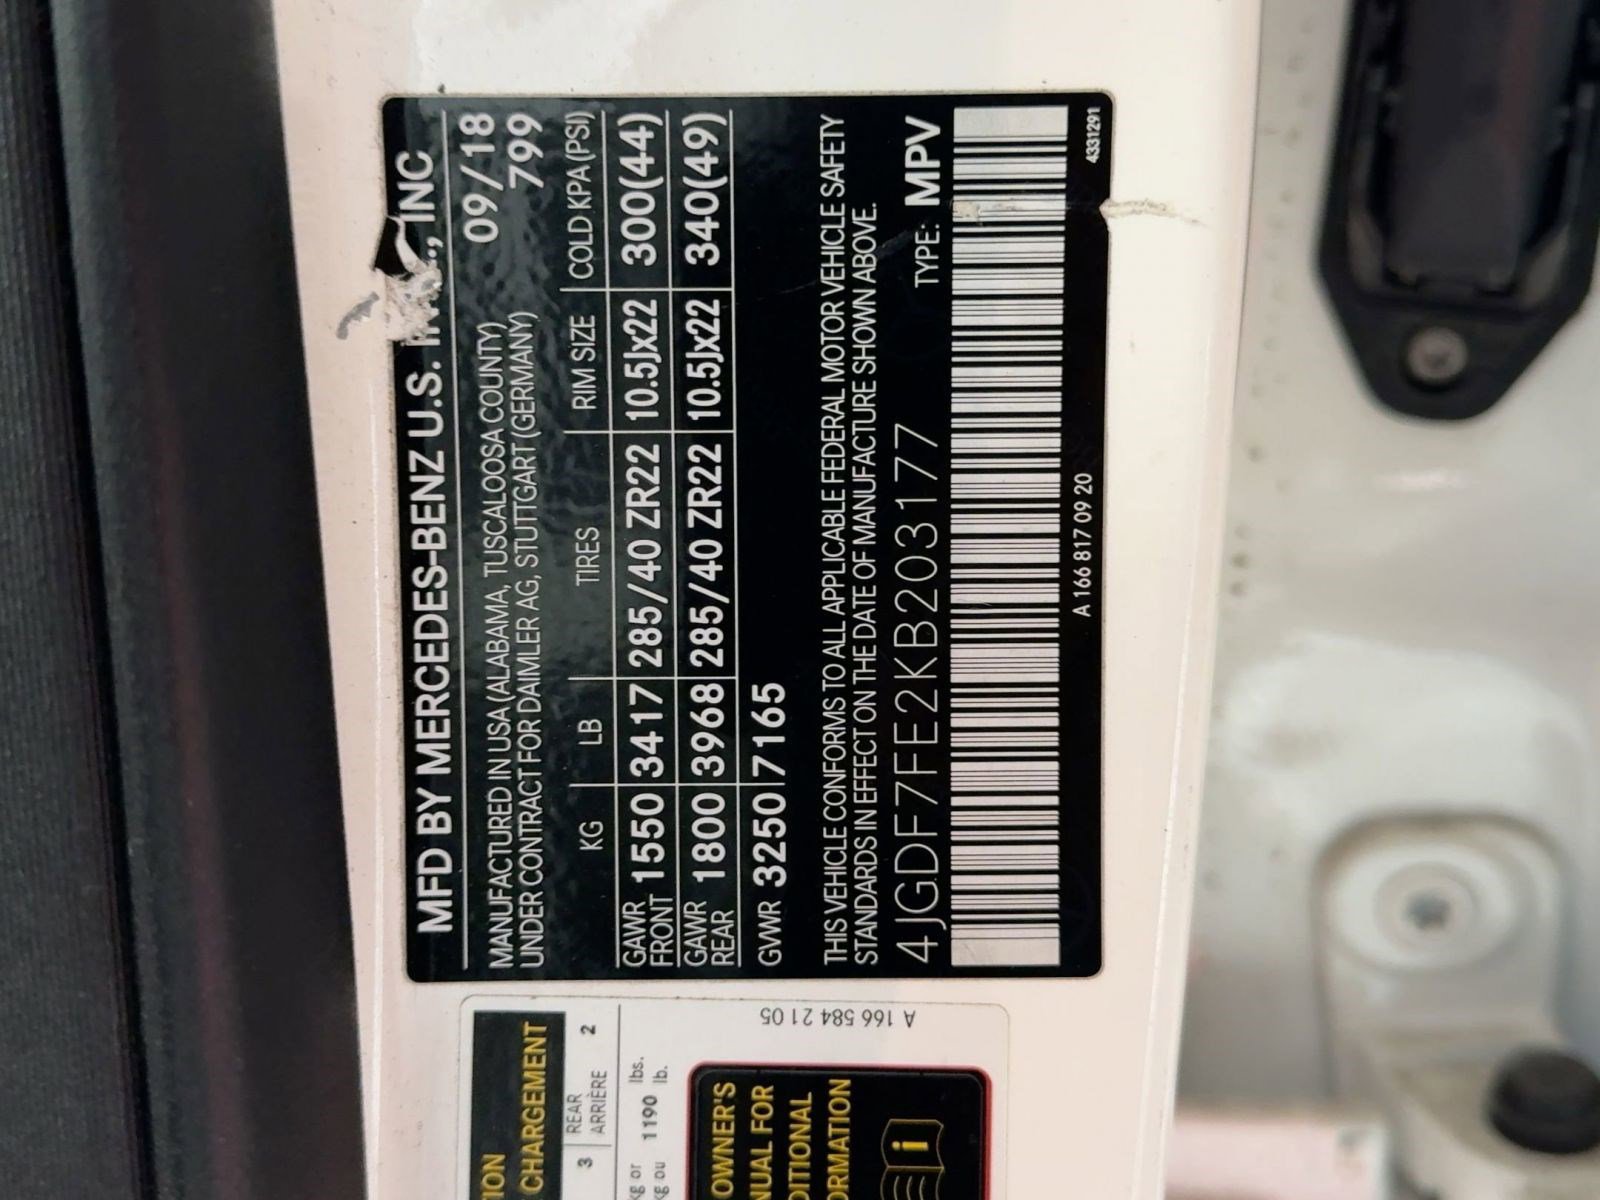 MFD BY MERCEDES-BENZ U.S. INT., INC
MANUFACTURED IN USA (ALABAMA, TUSCALOOSA COUNTY) 09/18
UNDER CONTRACT FOR DAIMLER AG, STUTTGART (GERMANY) 799
KG LB TIRES RIM SIZE COLD KPA (PSI)
GAWR FRONT 1550 3417 285/40 ZR22 10.5Jx22 300(44)
GAWR REAR 1800 3968 285/40 ZR22 10.5Jx22 340(49)
GVWR 3250 7165
THIS VEHICLE CONFORMS TO ALL APPLICABLE FEDERAL MOTOR VEHICLE SAFETY
STANDARDS IN EFFECT ON THE DATE OF MANUFACTURE SHOWN ABOVE.
4JGDF7FE2KB203177 TYPE: MPV
A 166 817 09 20
4331291
A 166 584 21 05
CHARGEMENT
3 REAR 2
ARRIÈRE
kg or 1190 lbs.
kg ou lb.
OWNER'S
FOR
i